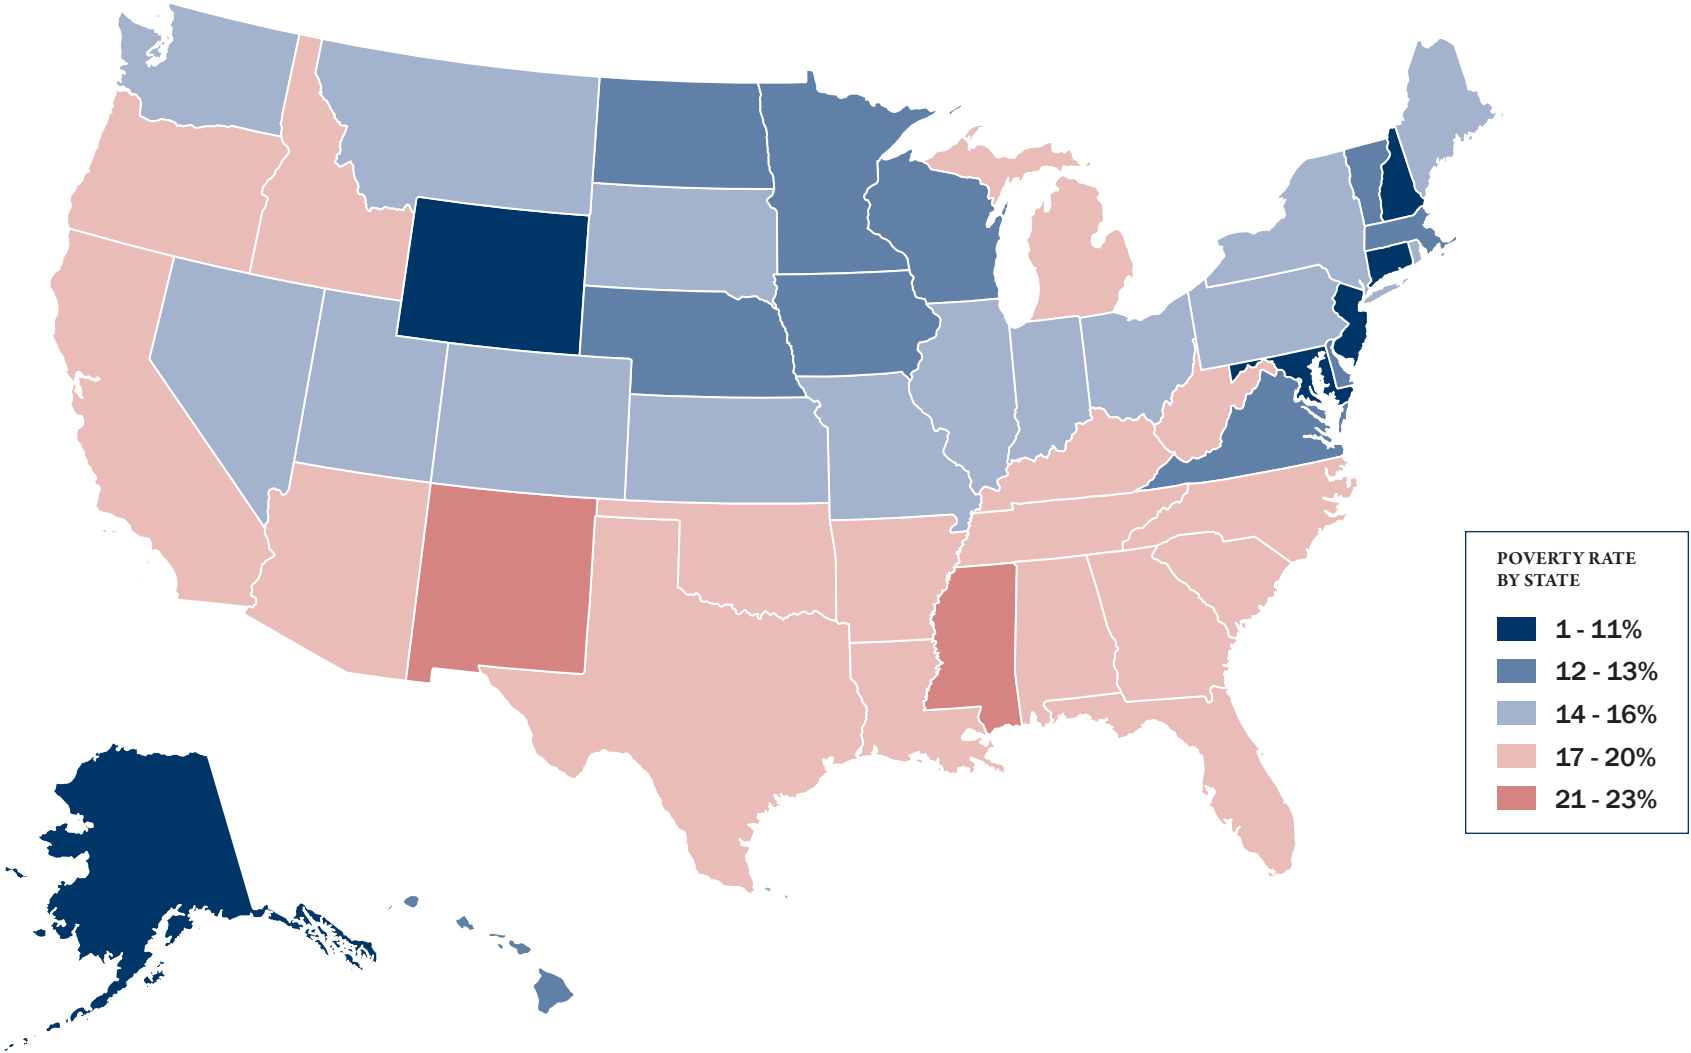 POVERTY RATE
BY STATE
1 - 11%
12 - 13%
14 - 16%
17 - 20%
21 - 23%